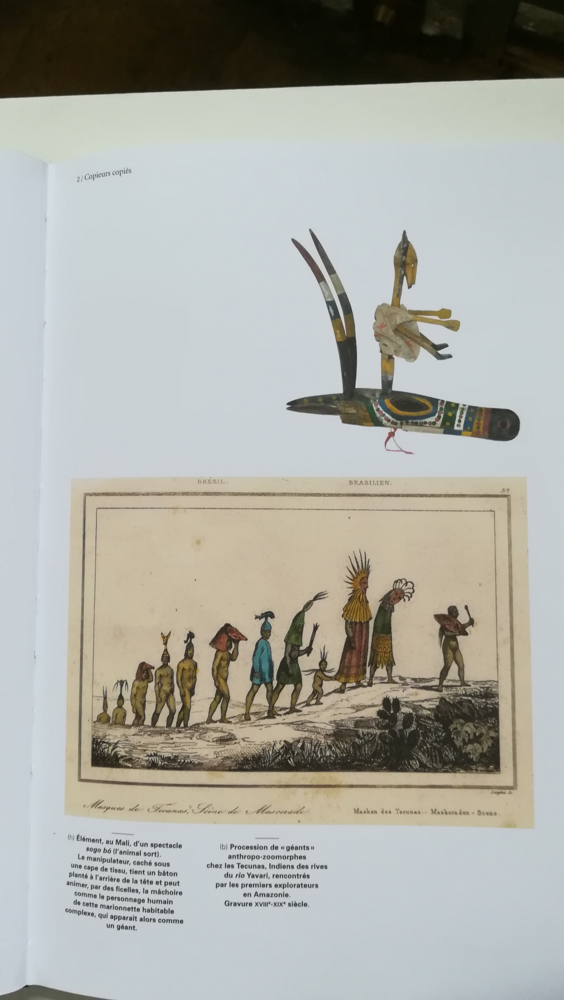 2 / Copieurs copiés
BRÉSIL.
BRASILIEN.
32
Masques de Tecunas, Scène de Mascarade.
Masken des Tecunas. - Maskeraden - Scene.
(h) Élément, au Mali, d'un spectacle
sogo bó (l'animal sort).
Le manipulateur, caché sous
une cape de tissu, tient un bâton
planté à l'arrière de la tête et peut
animer, par des ficelles, la mâchoire
comme le personnage humain
de cette marionnette habitable
complexe, qui apparaît alors comme
un géant.
(b) Procession de « géants »
anthropo-zoomorphes
chez les Tecunas, Indiens des rives
du rio Yavari, rencontrés
par les premiers explorateurs
en Amazonie.
Gravure XVIIIe-XIXe siècle.